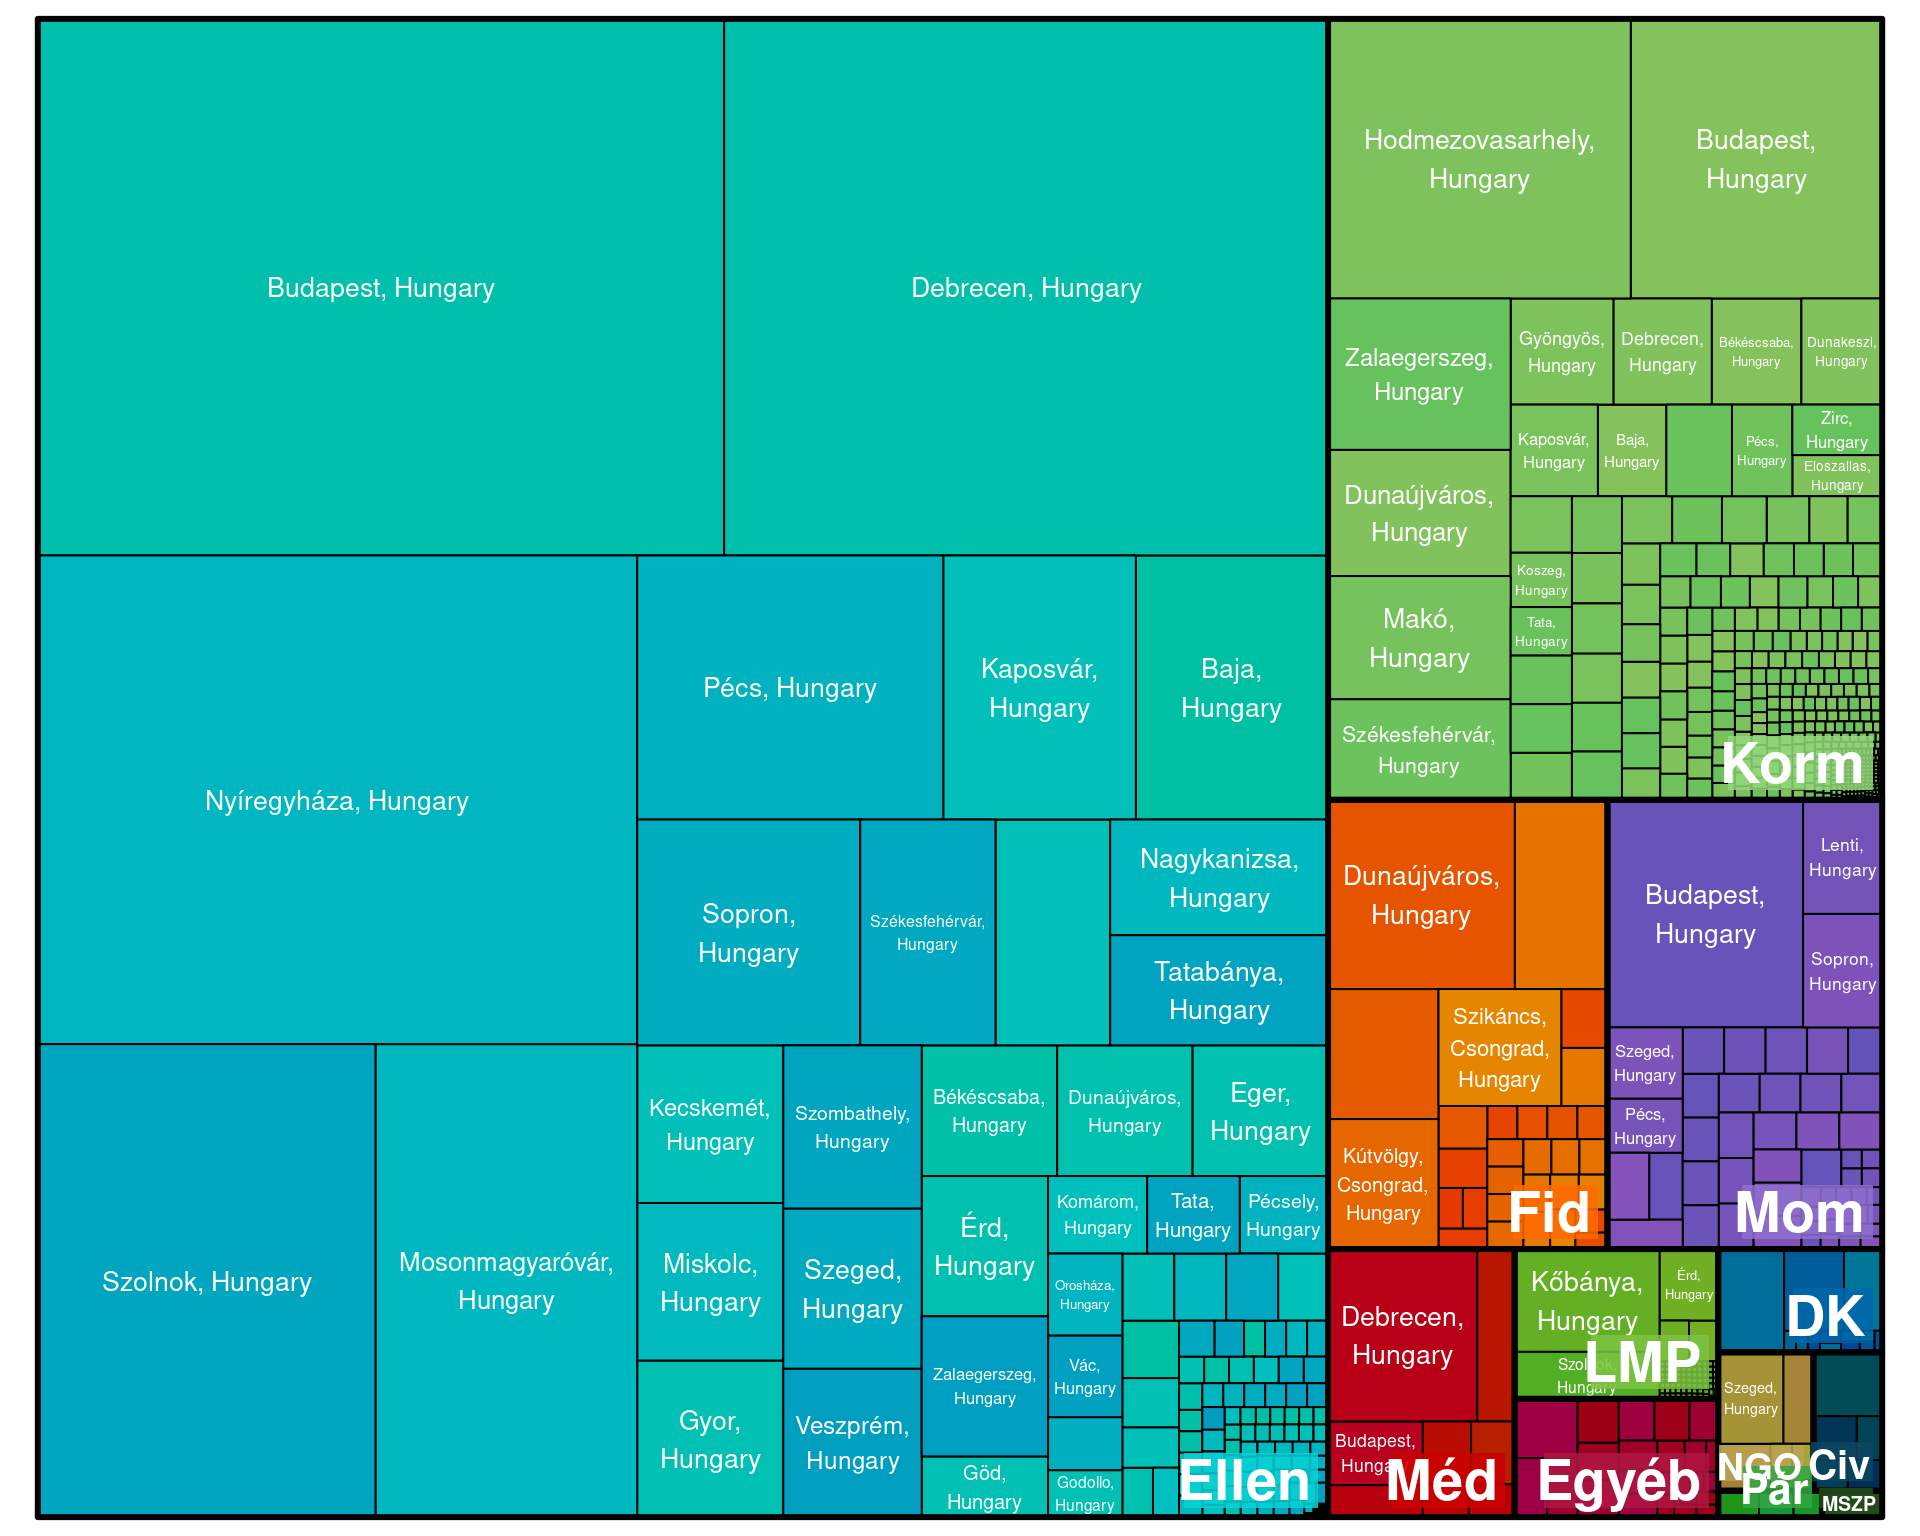 Budapest, Hungary
Debrecen, Hungary
Nyíregyháza, Hungary
Pécs, Hungary
Kaposvár,
Hungary
Baja,
Hungary
Sopron,
Hungary
Székesfehérvár,
Hungary
Nagykanizsa,
Hungary
Tatabánya,
Hungary
Szolnok, Hungary
Mosonmagyaróvár,
Hungary
Kecskemét,
Hungary
Miskolc,
Hungary
Gyor,
Hungary
Szombathely,
Hungary
Szeged,
Hungary
Veszprém,
Hungary
Békéscsaba,
Hungary
Dunaújváros,
Hungary
Eger,
Hungary
Érd,
Hungary
Zalaegerszeg,
Hungary
Göd,
Hungary
Komárom,
Hungary
Tata,
Hungary
Pécsely,
Hungary
Orosháza,
Hungary
Vác,
Hungary
Godollo,
Hungary
Ellen
Hodmezovasarhely,
Hungary
Budapest,
Hungary
Zalaegerszeg,
Hungary
Dunaújváros,
Hungary
Makó,
Hungary
Székesfehérvár,
Hungary
Gyöngyös,
Hungary
Debrecen,
Hungary
Békéscsaba,
Hungary
Dunakeszi,
Hungary
Kaposvár,
Hungary
Baja,
Hungary
Pécs,
Hungary
Zirc,
Hungary
Eloszallas,
Hungary
Koszeg,
Hungary
Tata,
Hungary
Korm
Dunaújváros,
Hungary
Szikáncs,
Csongrad,
Hungary
Kútvölgy,
Csongrad,
Hungary
Fid
Budapest,
Hungary
Lenti,
Hungary
Sopron,
Hungary
Szeged,
Hungary
Pécs,
Hungary
Mom
Debrecen,
Hungary
Budapest,
Hungary
Méd
Kőbánya,
Hungary
Érd,
Hungary
Szolnok,
Hungary
LMP
Egyéb
DK
Szeged,
Hungary
NGO
Civ
Pár
MSZP